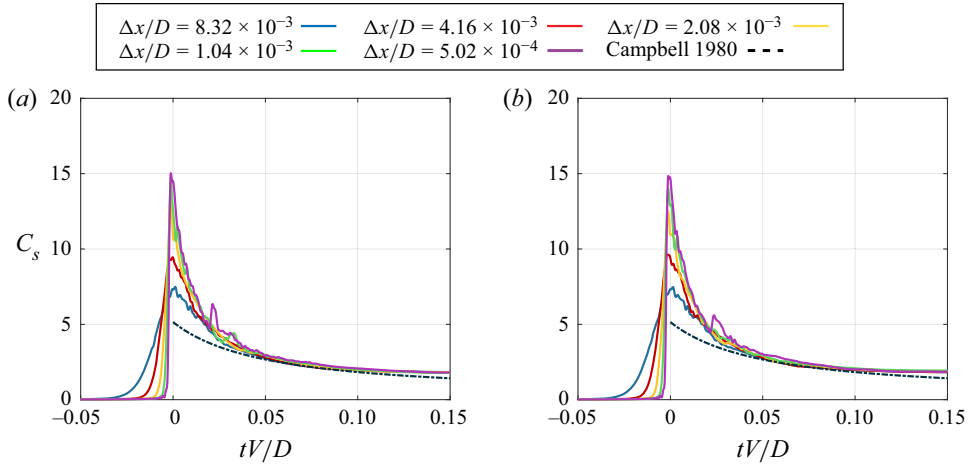 Δx/D = 8.32 × 10⁻³ Δx/D = 4.16 × 10⁻³ Δx/D = 2.08 × 10⁻³
Δx/D = 1.04 × 10⁻³ Δx/D = 5.02 × 10⁻⁴ Campbell 1980
(a)
20
15
10
5
0
Cₛ
−0.05 0 0.05 0.10 0.15
tV/D
(b)
20
15
10
5
0
−0.05 0 0.05 0.10 0.15
tV/D